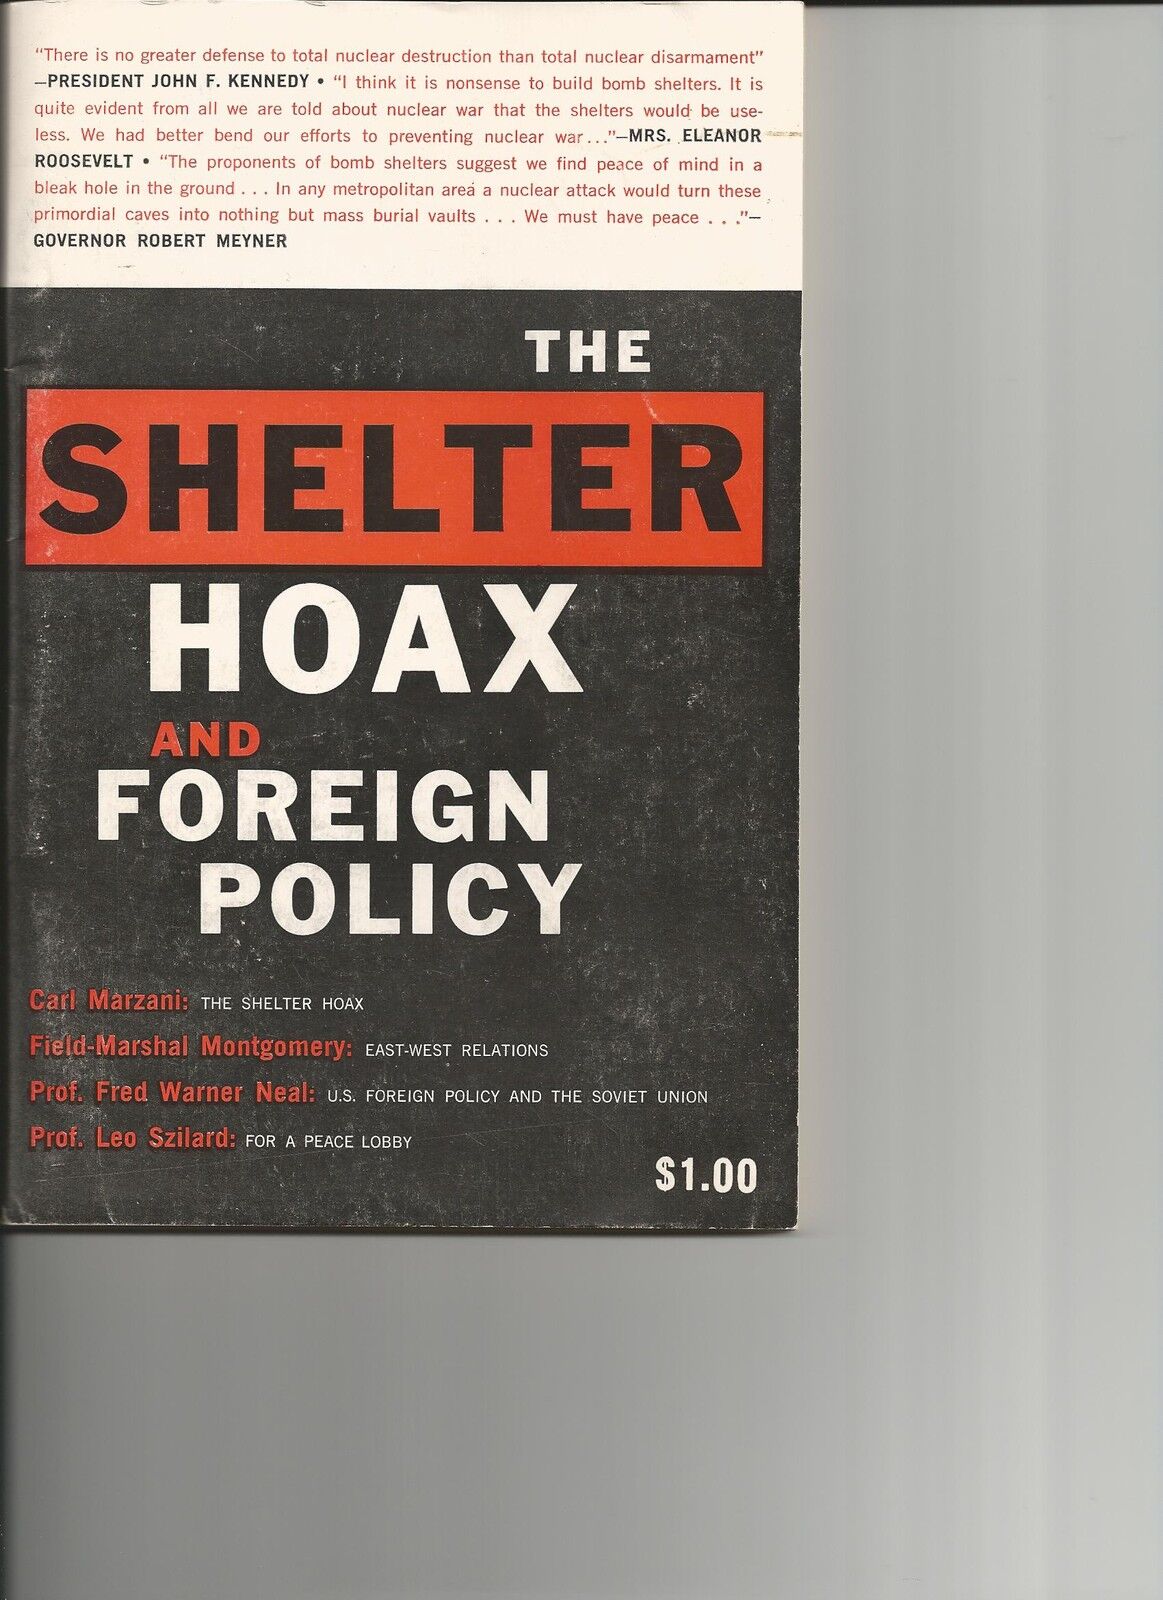 "There is no greater defense to total nuclear destruction than total nuclear disarmament"
—PRESIDENT JOHN F. KENNEDY • "I think it is nonsense to build bomb shelters. It is
quite evident from all we are told about nuclear war that the shelters would be use-
less. We had better bend our efforts to preventing nuclear war..."—MRS. ELEANOR
ROOSEVELT • "The proponents of bomb shelters suggest we find peace of mind in a
bleak hole in the ground . . . In any metropolitan area a nuclear attack would turn these
primordial caves into nothing but mass burial vaults . . . We must have peace . . ."—
GOVERNOR ROBERT MEYNER
THE
SHELTER
HOAX
AND
FOREIGN
POLICY
Carl Marzani: THE SHELTER HOAX
Field-Marshal Montgomery: EAST-WEST RELATIONS
Prof. Fred Warner Neal: U.S. FOREIGN POLICY AND THE SOVIET UNION
Prof. Leo Szilard: FOR A PEACE LOBBY
$1.00